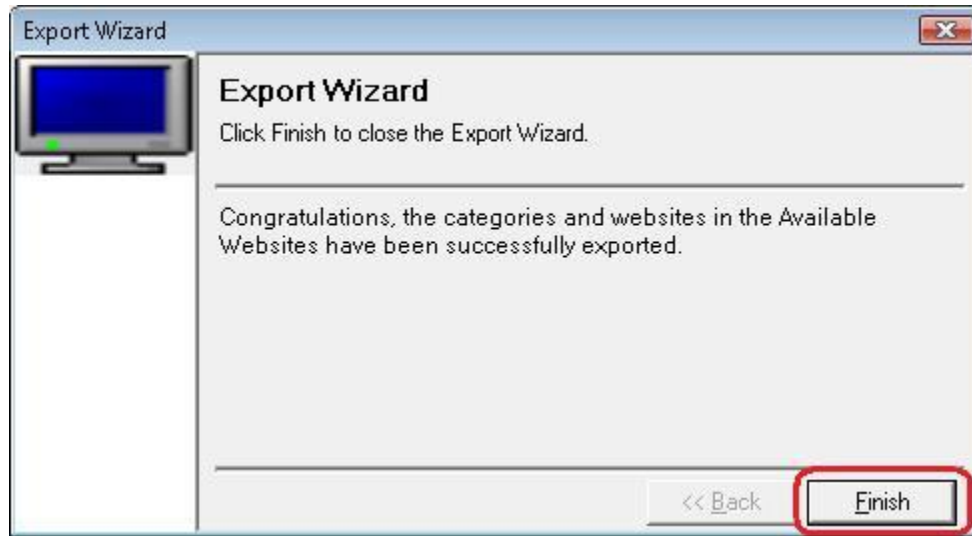 Export Wizard
Export Wizard
Click Finish to close the Export Wizard.
Congratulations, the categories and websites in the Available
Websites have been successfully exported.
<< Back
Finish